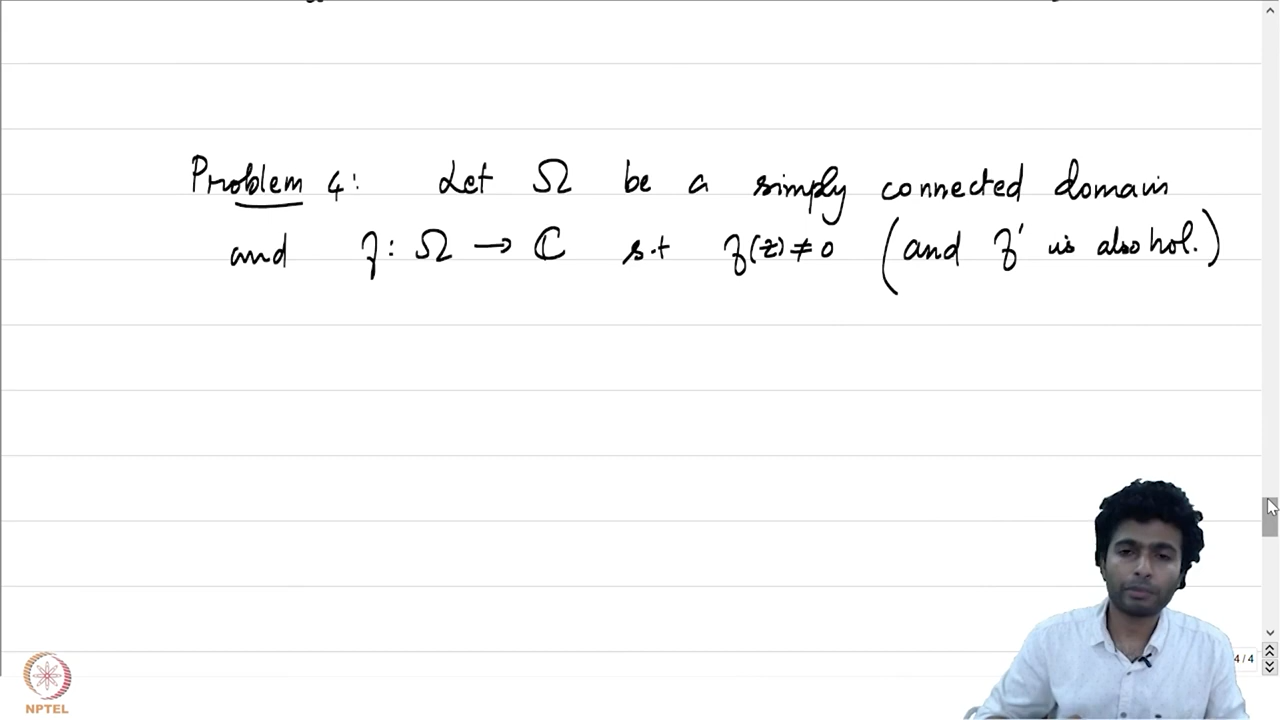 Problem 4: Let Ω be a simply connected domain
and f: Ω → ℂ s.t f(z) ≠ 0 (and f' is also hol.)
4 / 4
NPTEL